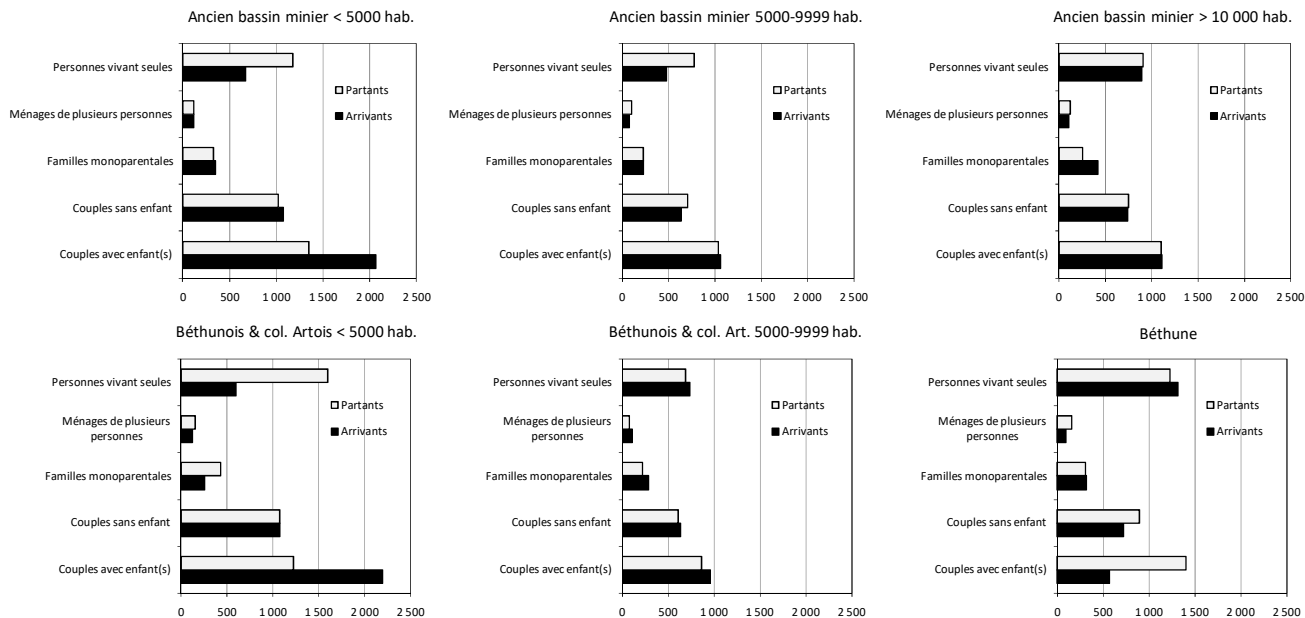 Ancien bassin minier < 5000 hab.
Personnes vivant seules
Ménages de plusieurs personnes
Familles monoparentales
Couples sans enfant
Couples avec enfant(s)
Partants
Arrivants
0 500 1 000 1 500 2 000 2 500
Ancien bassin minier 5000-9999 hab.
Personnes vivant seules
Ménages de plusieurs personnes
Familles monoparentales
Couples sans enfant
Couples avec enfant(s)
Partants
Arrivants
0 500 1 000 1 500 2 000 2 500
Ancien bassin minier > 10 000 hab.
Personnes vivant seules
Ménages de plusieurs personnes
Familles monoparentales
Couples sans enfant
Couples avec enfant(s)
Partants
Arrivants
0 500 1 000 1 500 2 000 2 500
Béthunois & col. Artois < 5000 hab.
Personnes vivant seules
Ménages de plusieurs
personnes
Familles monoparentales
Couples sans enfant
Couples avec enfant(s)
Partants
Arrivants
0 500 1 000 1 500 2 000 2 500
Béthunois & col. Art. 5000-9999 hab.
Personnes vivant seules
Ménages de plusieurs
personnes
Familles monoparentales
Couples sans enfant
Couples avec enfant(s)
Partants
Arrivants
0 500 1 000 1 500 2 000 2 500
Béthune
Personnes vivant seules
Ménages de plusieurs
personnes
Familles monoparentales
Couples sans enfant
Couples avec enfant(s)
Partants
Arrivants
0 500 1 000 1 500 2 000 2 500